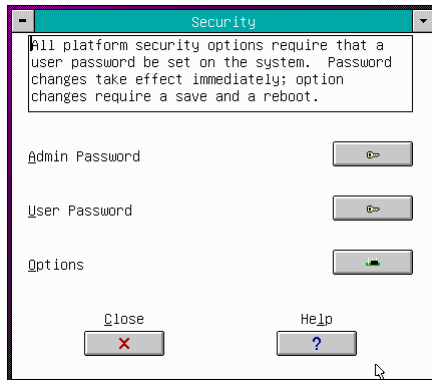 Security
All platform security options require that a
user password be set on the system.  Password
changes take effect immediately; option
changes require a save and a reboot.
Admin Password
User Password
Options
Close Help
?